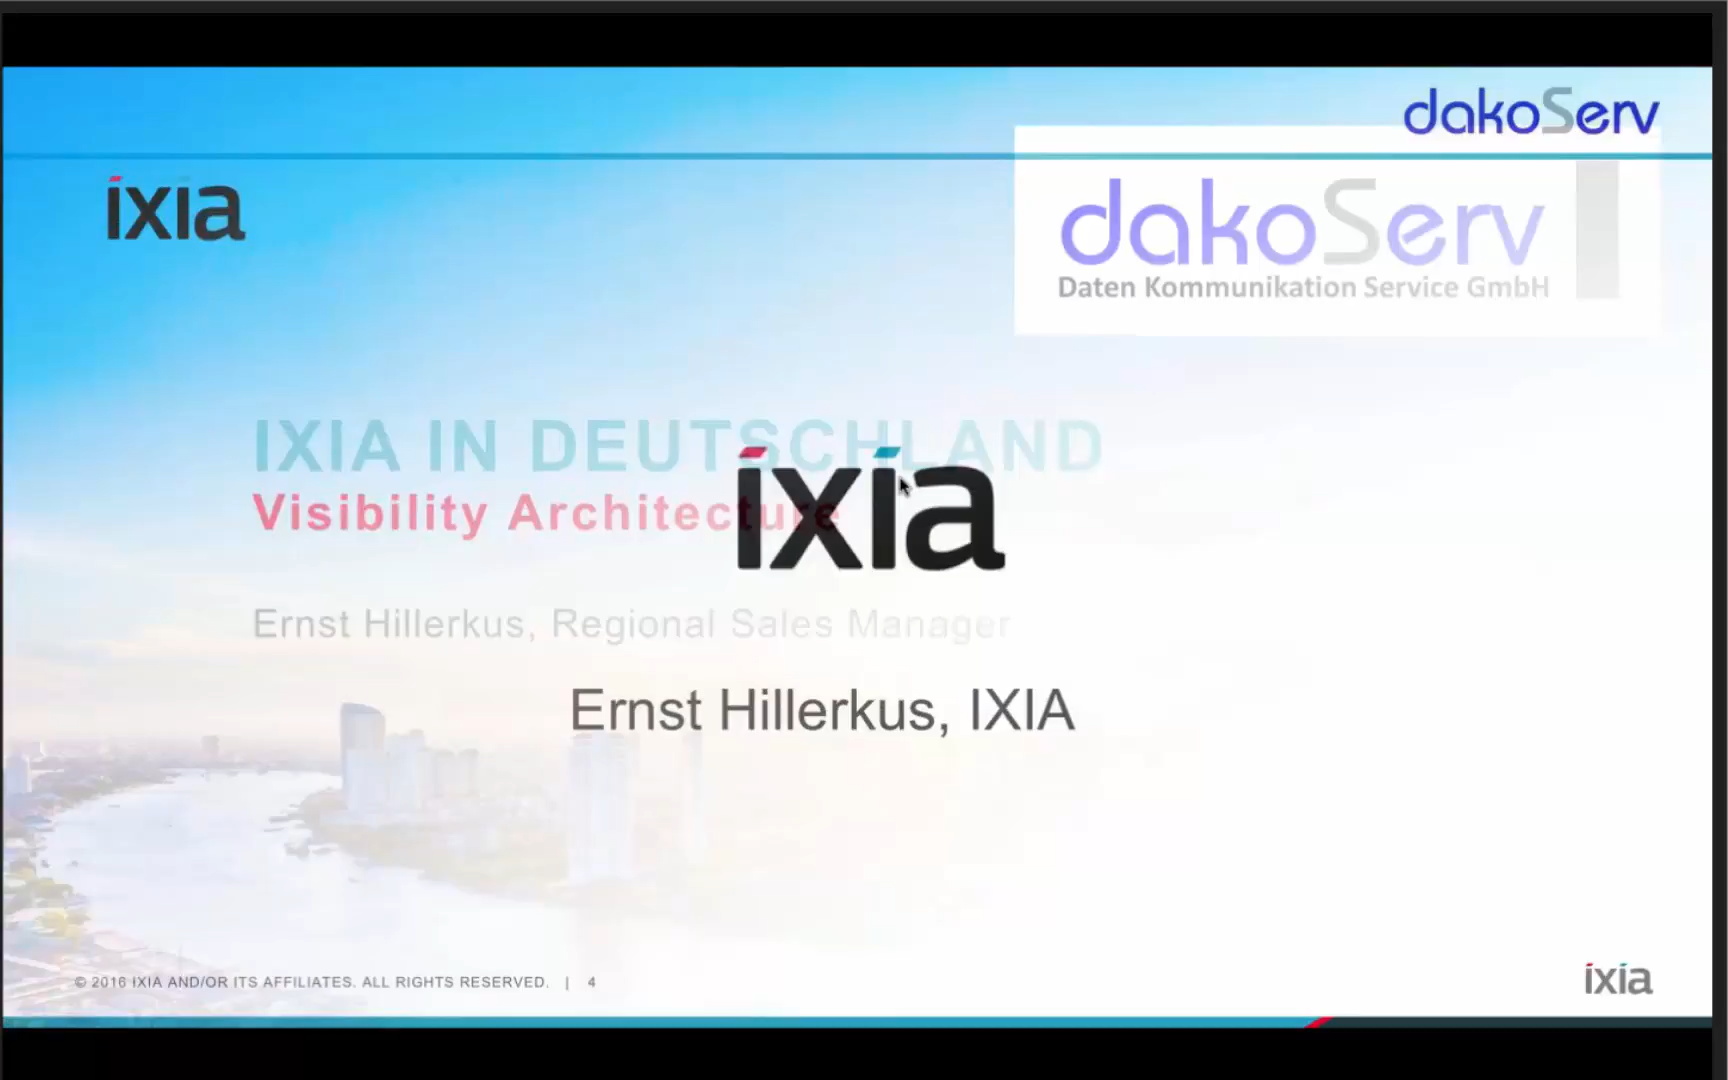 dakoServ
ixia
dakoServ
Daten Kommunikation Service GmbH
IXIA IN DEUTSCHLAND
Visibility Architecture
ixia
Ernst Hillerkus, Regional Sales Manager
Ernst Hillerkus, IXIA
© 2016 IXIA AND/OR ITS AFFILIATES. ALL RIGHTS RESERVED. | 4
ixia